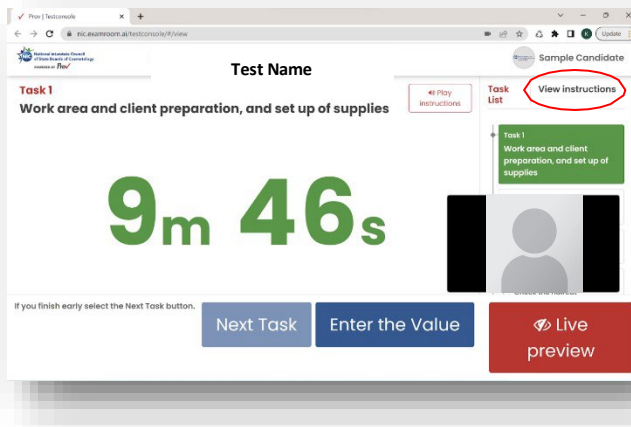 Prov | Testconsole
nic.examroom.ai/testconsole/#/view
Update
National Interstate Council
of State Boards of Cosmetology
POWERED BY Prov
Test Name
Sample Candidate
Task 1
Work area and client preparation, and set up of supplies
Play
instructions
9m 46s
If you finish early select the Next Task button.
Next Task
Enter the Value
Task
List
View instructions
Task 1
Work area and client
preparation, and set up of
supplies
Live
preview